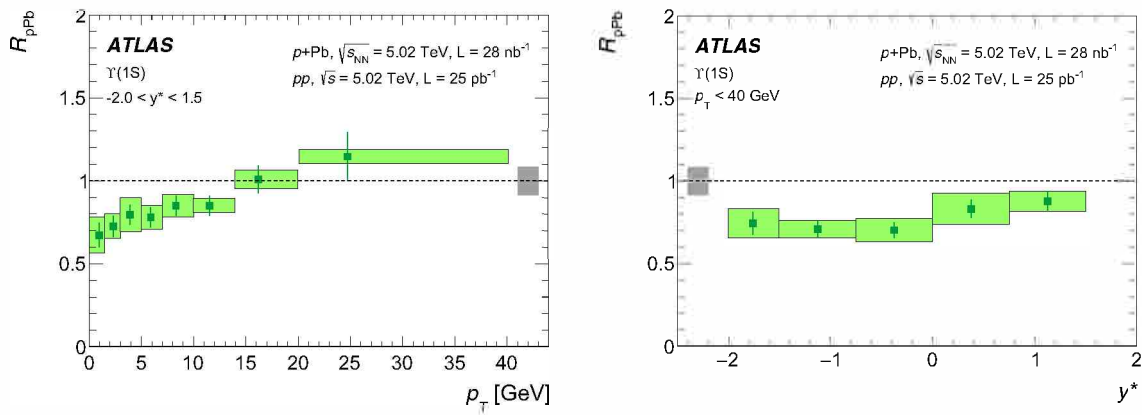 R_pPb
2
1.5
1
0.5
0
ATLAS
ϒ(1S)
-2.0 < y* < 1.5
p+Pb, √s_NN = 5.02 TeV, L = 28 nb⁻¹
pp, √s = 5.02 TeV, L = 25 pb⁻¹
0 5 10 15 20 25 30 35 40
p_T [GeV]
R_pPb
2
1.5
1
0.5
0
ATLAS
ϒ(1S)
p_T < 40 GeV
p+Pb, √s_NN = 5.02 TeV, L = 28 nb⁻¹
pp, √s = 5.02 TeV, L = 25 pb⁻¹
−2 −1 0 1 2
y*